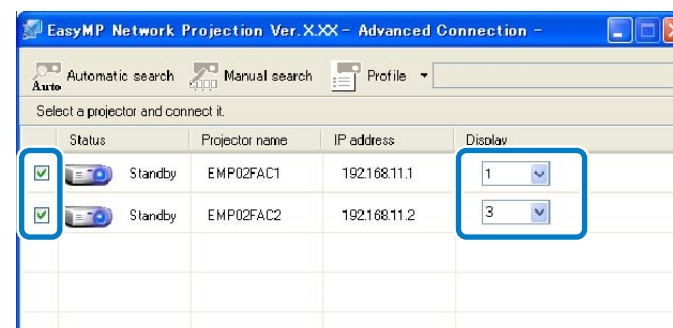 EasyMP Network Projection Ver.X.XX - Advanced Connection -
Auto Automatic search Manual search Profile
Select a projector and connect it.
Status Projector name IP address Display
Standby EMP02FAC1 192.168.11.1 1
Standby EMP02FAC2 192.168.11.2 3